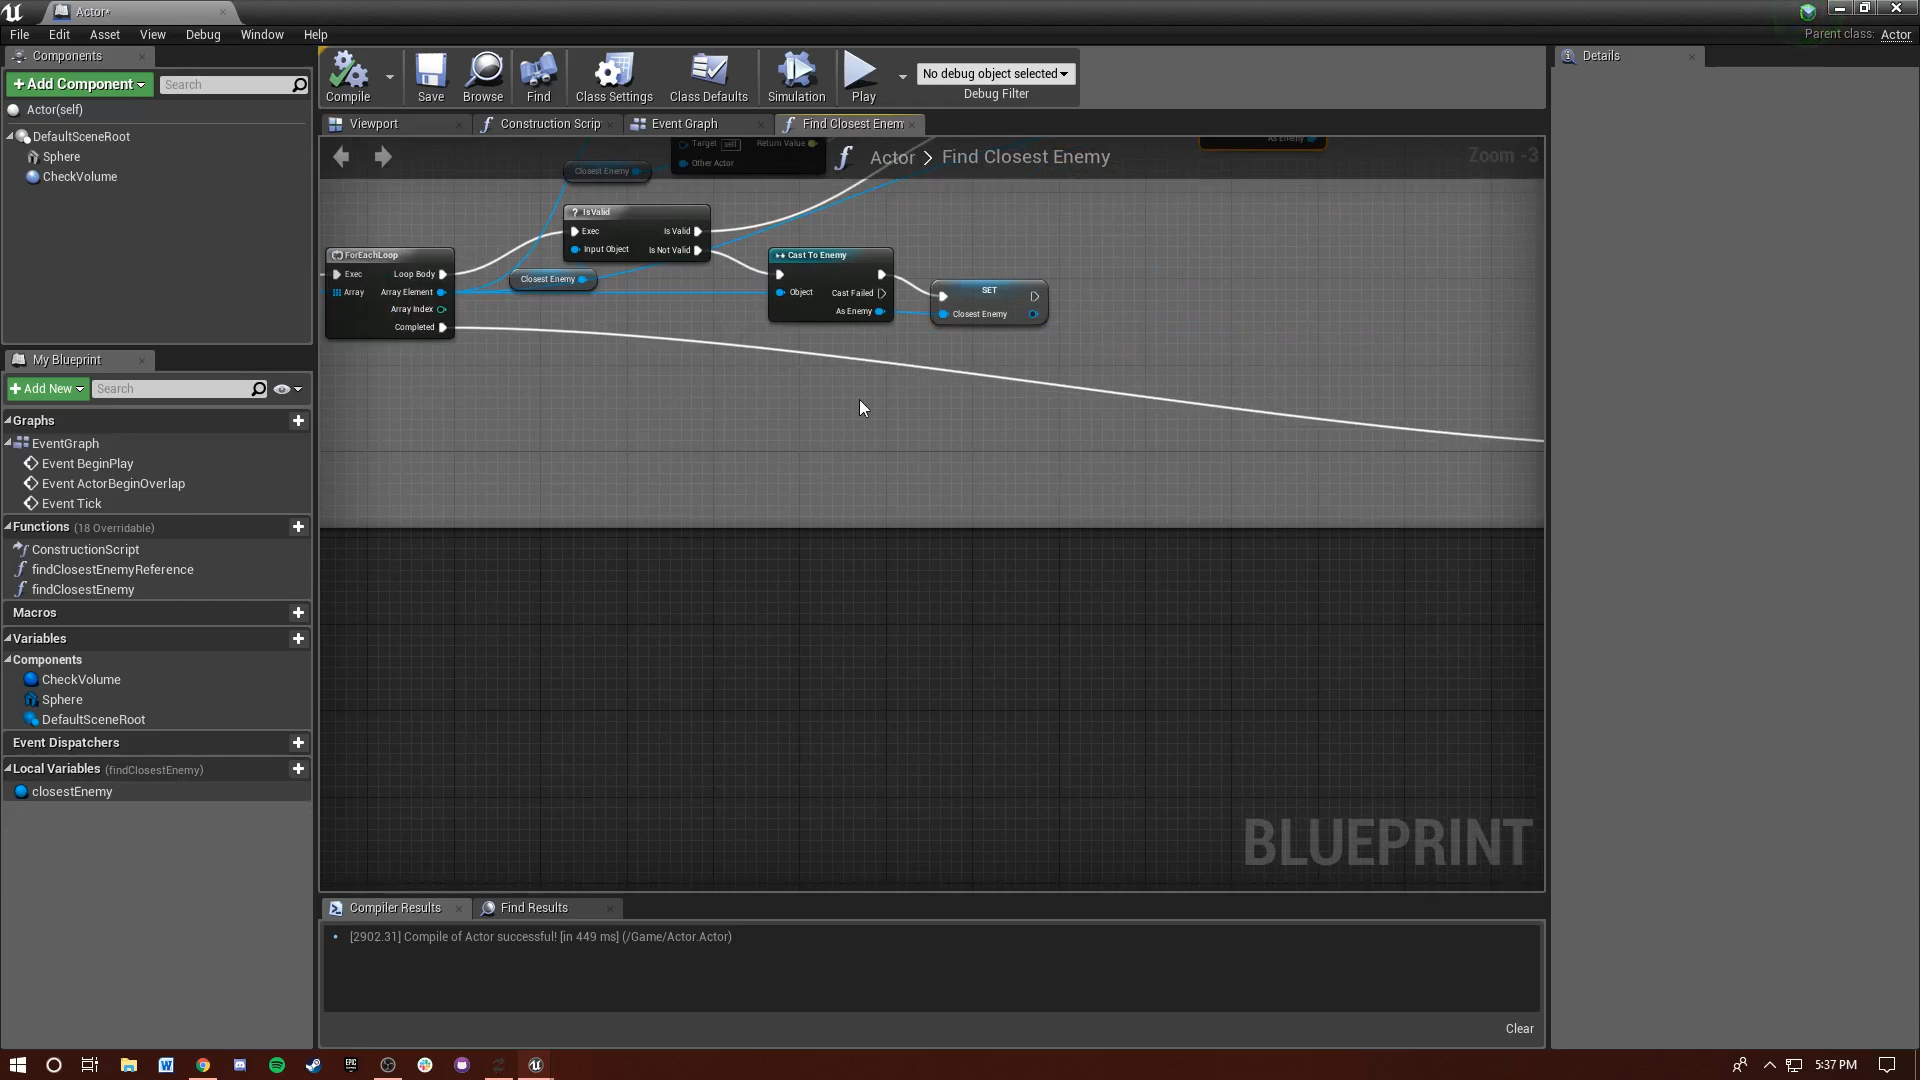 Actor*
File Edit Asset View Debug Window Help
Parent class: Actor
Components
+ Add Component
Search
Actor(self)
DefaultSceneRoot
Sphere
CheckVolume
Compile
Save
Browse
Find
Class Settings
Class Defaults
Simulation
Play
No debug object selected
Debug Filter
Details
Viewport
Construction Scrip
Event Graph
Find Closest Enem
Actor > Find Closest Enemy
Zoom -3
Target self Return Value
Other Actor
As Enemy
Closest Enemy
? IsValid
Exec Is Valid
Input Object Is Not Valid
ForEachLoop
Exec Loop Body
Array Array Element
Array Index
Completed
Closest Enemy
Cast To Enemy
Object Cast Failed
As Enemy
SET
Closest Enemy
BLUEPRINT
My Blueprint
+ Add New
Search
Graphs
EventGraph
Event BeginPlay
Event ActorBeginOverlap
Event Tick
Functions (18 Overridable)
ConstructionScript
findClosestEnemyReference
findClosestEnemy
Macros
Variables
Components
CheckVolume
Sphere
DefaultSceneRoot
Event Dispatchers
Local Variables (findClosestEnemy)
closestEnemy
Compiler Results
Find Results
[2902.31] Compile of Actor successful! [in 449 ms] (/Game/Actor.Actor)
Clear
5:37 PM